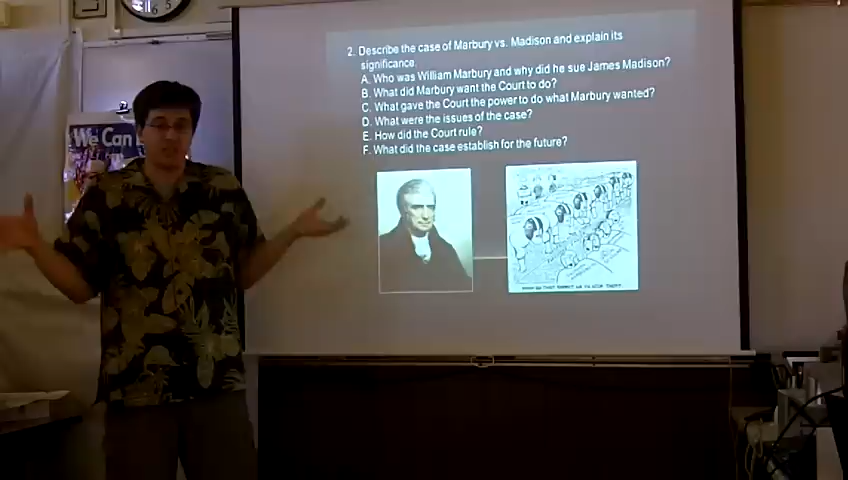 We Can
2. Describe the case of Marbury vs. Madison and explain its
significance.
A. Who was William Marbury and why did he sue James Madison?
B. What did Marbury want the Court to do?
C. What gave the Court the power to do what Marbury wanted?
D. What were the issues of the case?
E. How did the Court rule?
F. What did the case establish for the future?